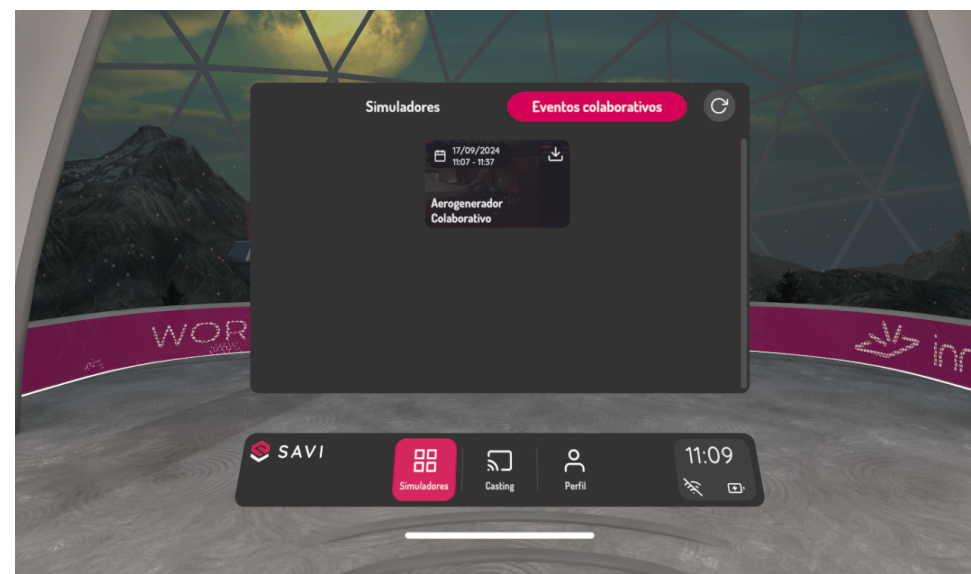 Simuladores
Eventos colaborativos
17/09/2024
11:07 - 11:37
Aerogenerador
Colaborativo
WOR
inn
SAVI
Simuladores
Casting
Perfil
11:09